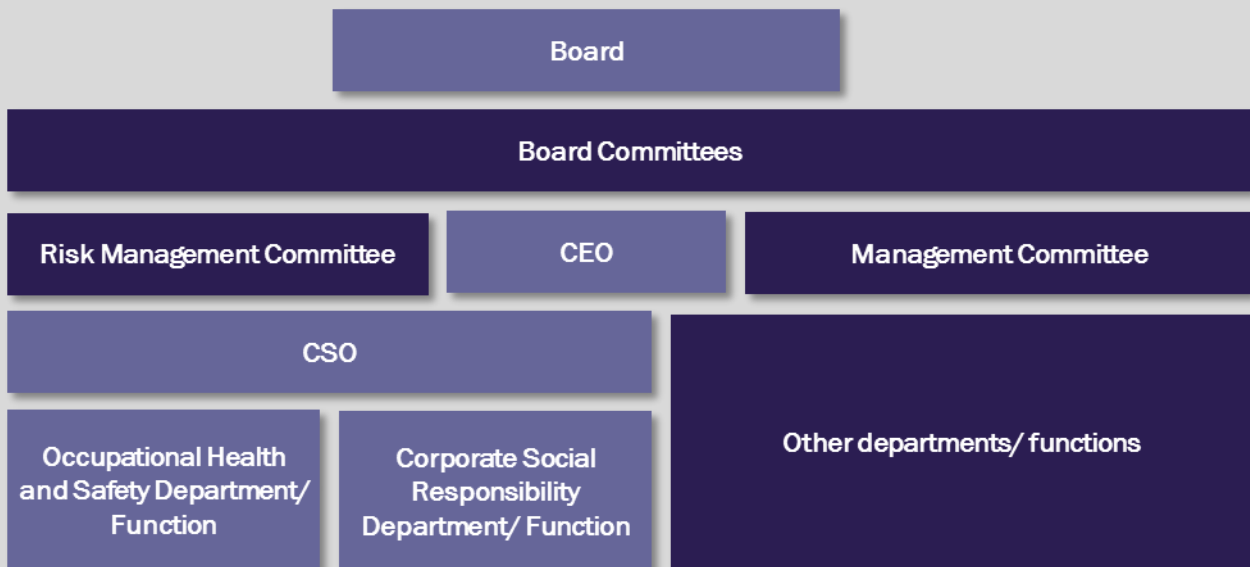 Board
Board Committees
Risk Management Committee
CEO
Management Committee
CSO
Occupational Health
and Safety Department/
Function
Corporate Social
Responsibility
Department/ Function
Other departments/ functions